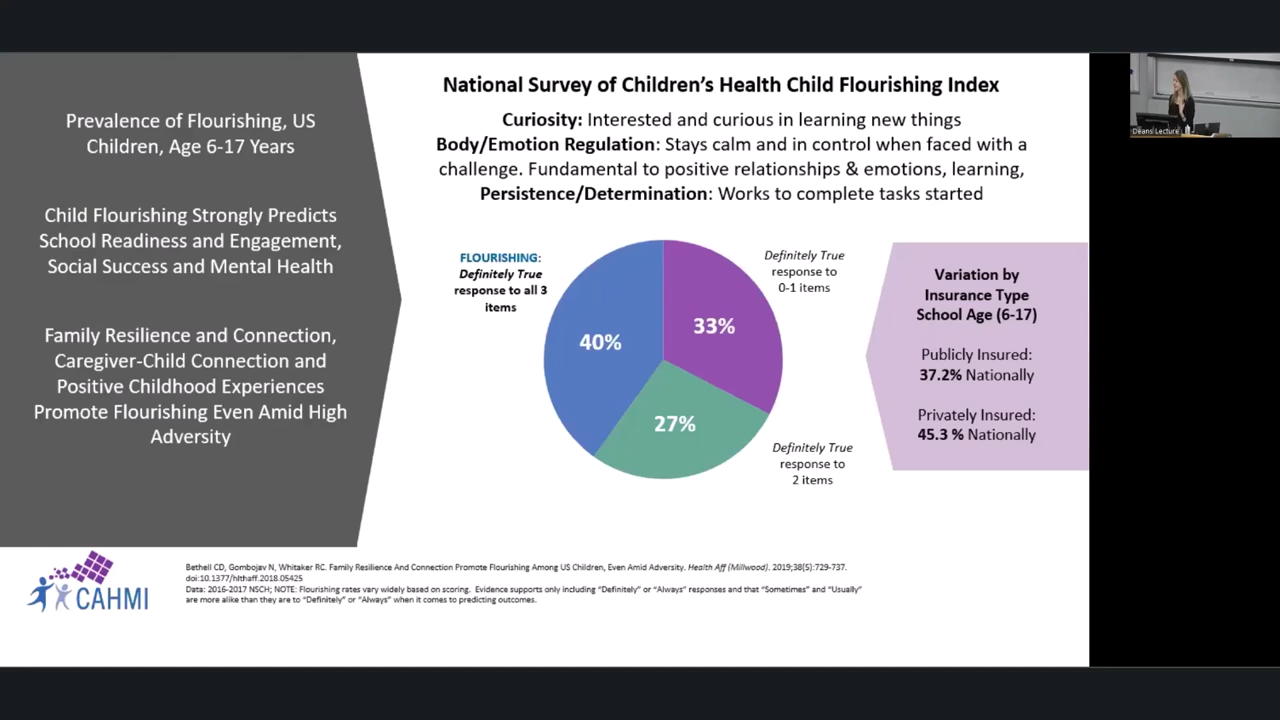 Prevalence of Flourishing, US
Children, Age 6-17 Years
Child Flourishing Strongly Predicts
School Readiness and Engagement,
Social Success and Mental Health
Family Resilience and Connection,
Caregiver-Child Connection and
Positive Childhood Experiences
Promote Flourishing Even Amid High
Adversity
National Survey of Children's Health Child Flourishing Index
Curiosity: Interested and curious in learning new things
Body/Emotion Regulation: Stays calm and in control when faced with a
challenge. Fundamental to positive relationships & emotions, learning,
Persistence/Determination: Works to complete tasks started
FLOURISHING:
Definitely True
response to all 3
items
40%
33%
27%
Definitely True
response to
0-1 items
Definitely True
response to
2 items
Variation by
Insurance Type
School Age (6-17)
Publicly Insured:
37.2% Nationally
Privately Insured:
45.3 % Nationally
Deans Lecture
CAHMI
Bethell CD, Gombojav N, Whitaker RC. Family Resilience And Connection Promote Flourishing Among US Children, Even Amid Adversity. Health Aff (Millwood). 2019;38(5):729-737.
doi:10.1377/hlthaff.2018.05425
Data: 2016-2017 NSCH; NOTE: Flourishing rates vary widely based on scoring. Evidence supports only including "Definitely" or "Always" responses and that "Sometimes" and "Usually"
are more alike than they are to "Definitely" or "Always" when it comes to predicting outcomes.